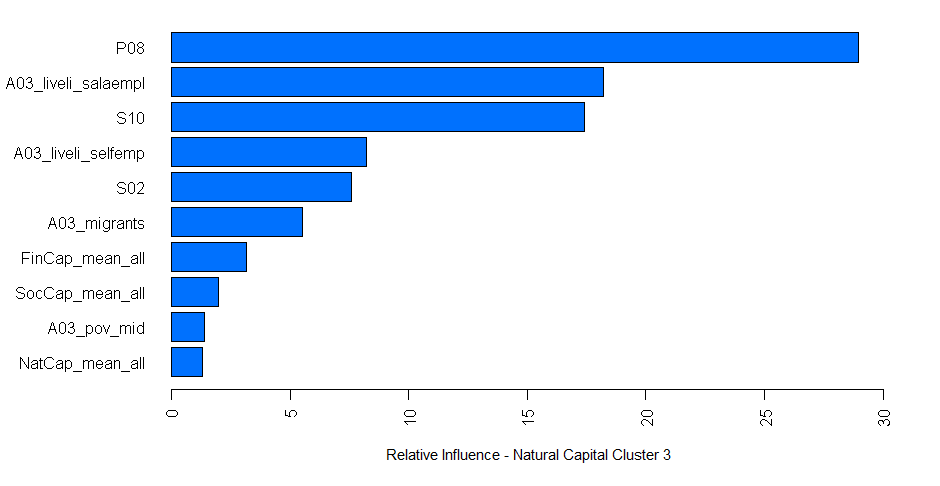 P08
A03_liveli_salaempl
S10
A03_liveli_selfemp
S02
A03_migrants
FinCap_mean_all
SocCap_mean_all
A03_pov_mid
NatCap_mean_all
0 5 10 15 20 25 30
Relative Influence - Natural Capital Cluster 3